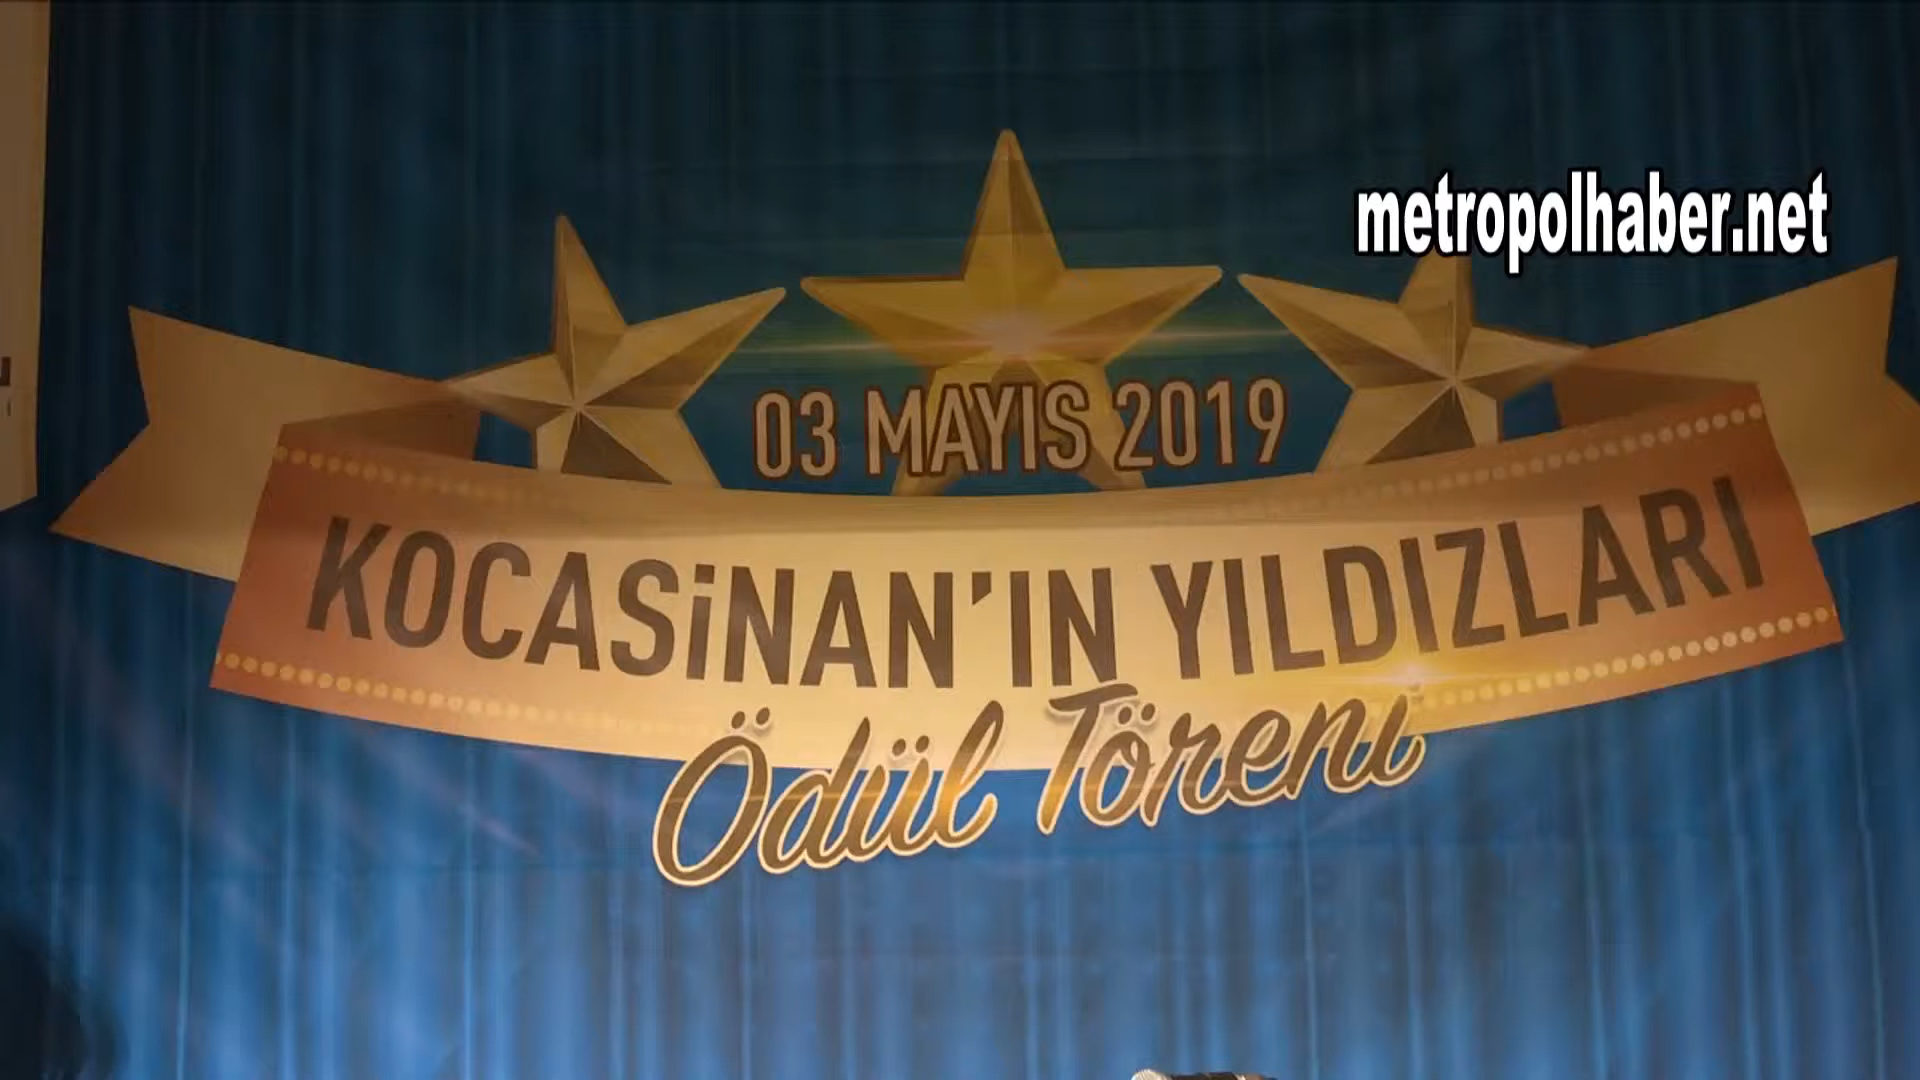 metropolhaber.net
03 MAYIS 2019
KOCASiNAN'IN YILDIZLARI
Ödül Töreni